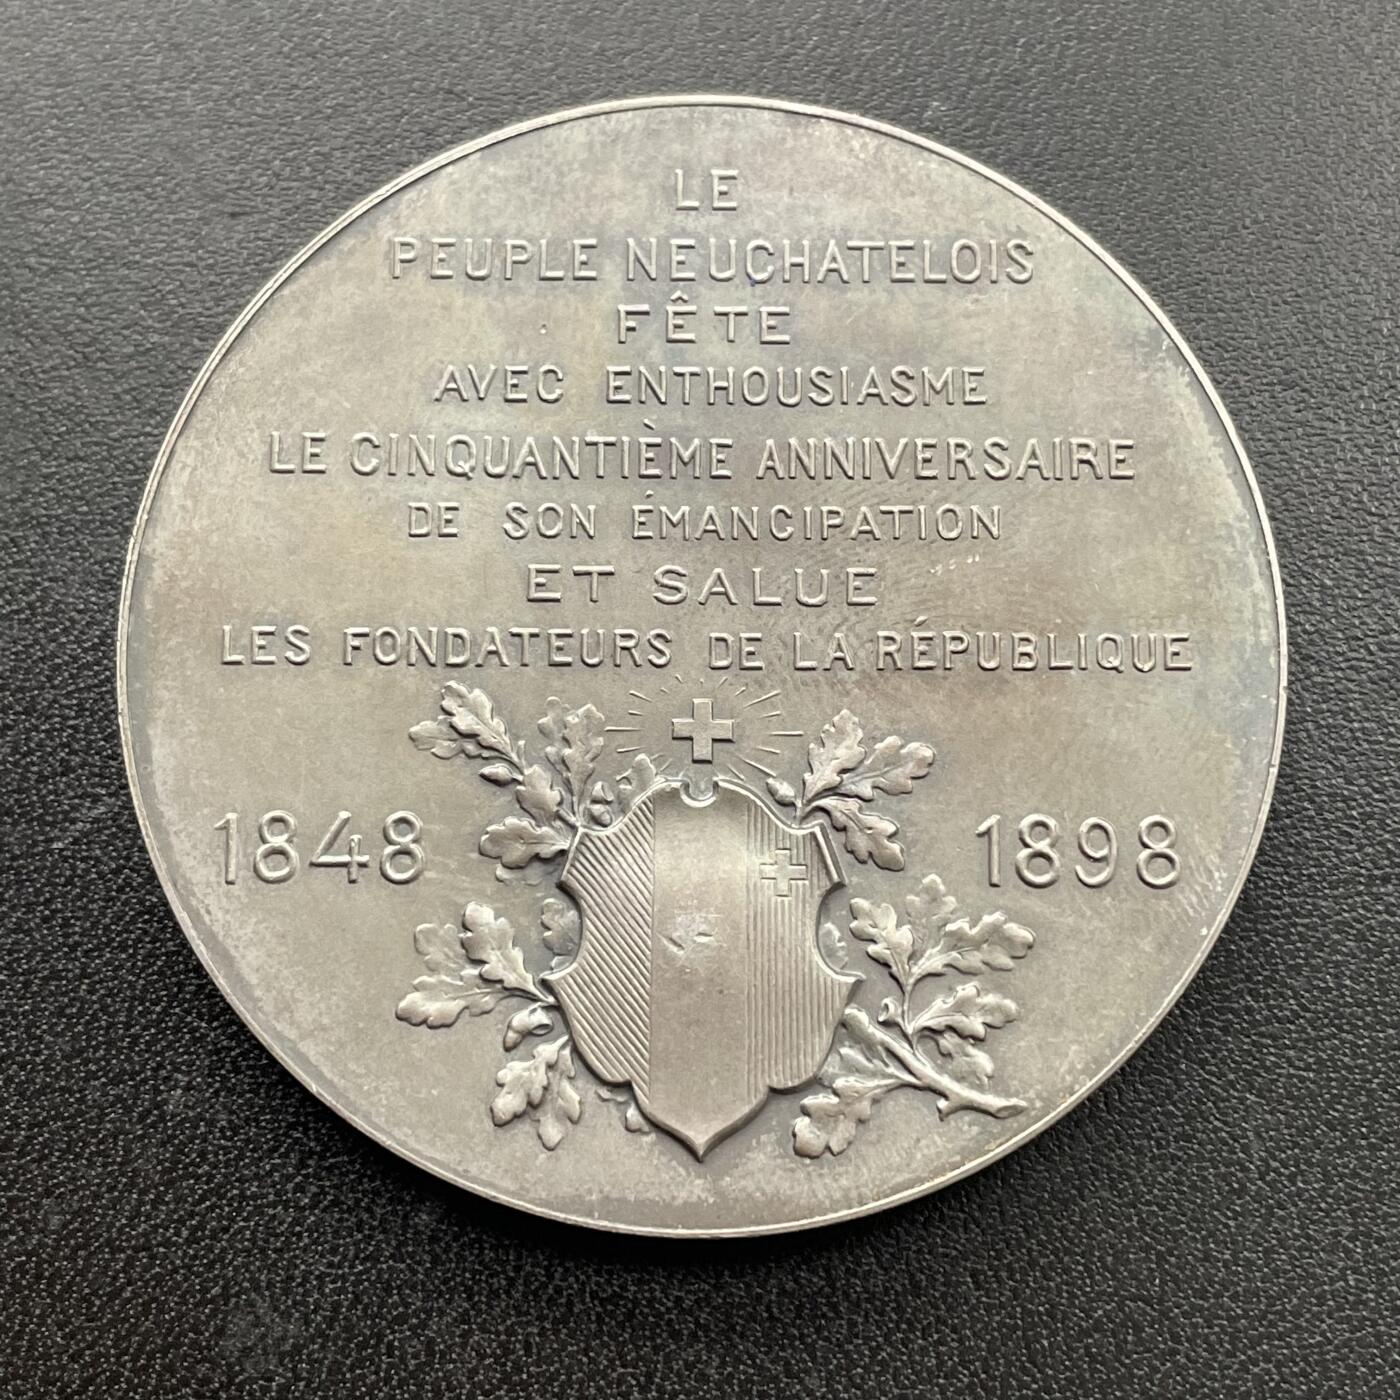 LE
PEUPLE NEUCHATELOIS
FÊTE
AVEC ENTHOUSIASME
LE CINQUANTIÈME ANNIVERSAIRE
DE SON ÉMANCIPATION
ET SALUE
LES FONDATEURS DE LA RÉPUBLIQUE
1848 1898